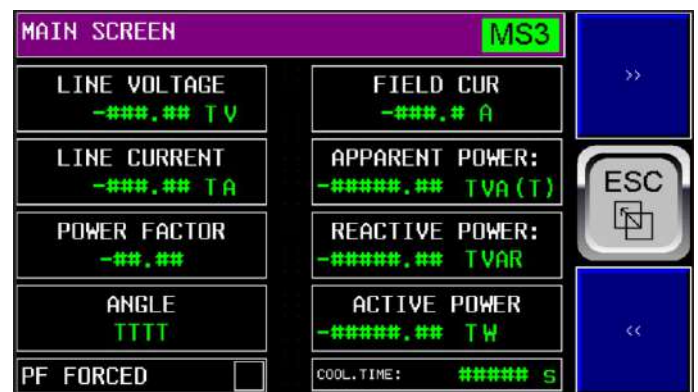 MAIN SCREEN
MS3
LINE VOLTAGE
-###.## TV
LINE CURRENT
-###.## TA
POWER FACTOR
-##.##
ANGLE
TTTT
PF FORCED
FIELD CUR
-###.# A
APPARENT POWER:
-#####.## TVA(T)
REACTIVE POWER:
-#####.## TVAR
ACTIVE POWER
-#####.## TW
COOL.TIME: ##### S
>>
ESC
<<